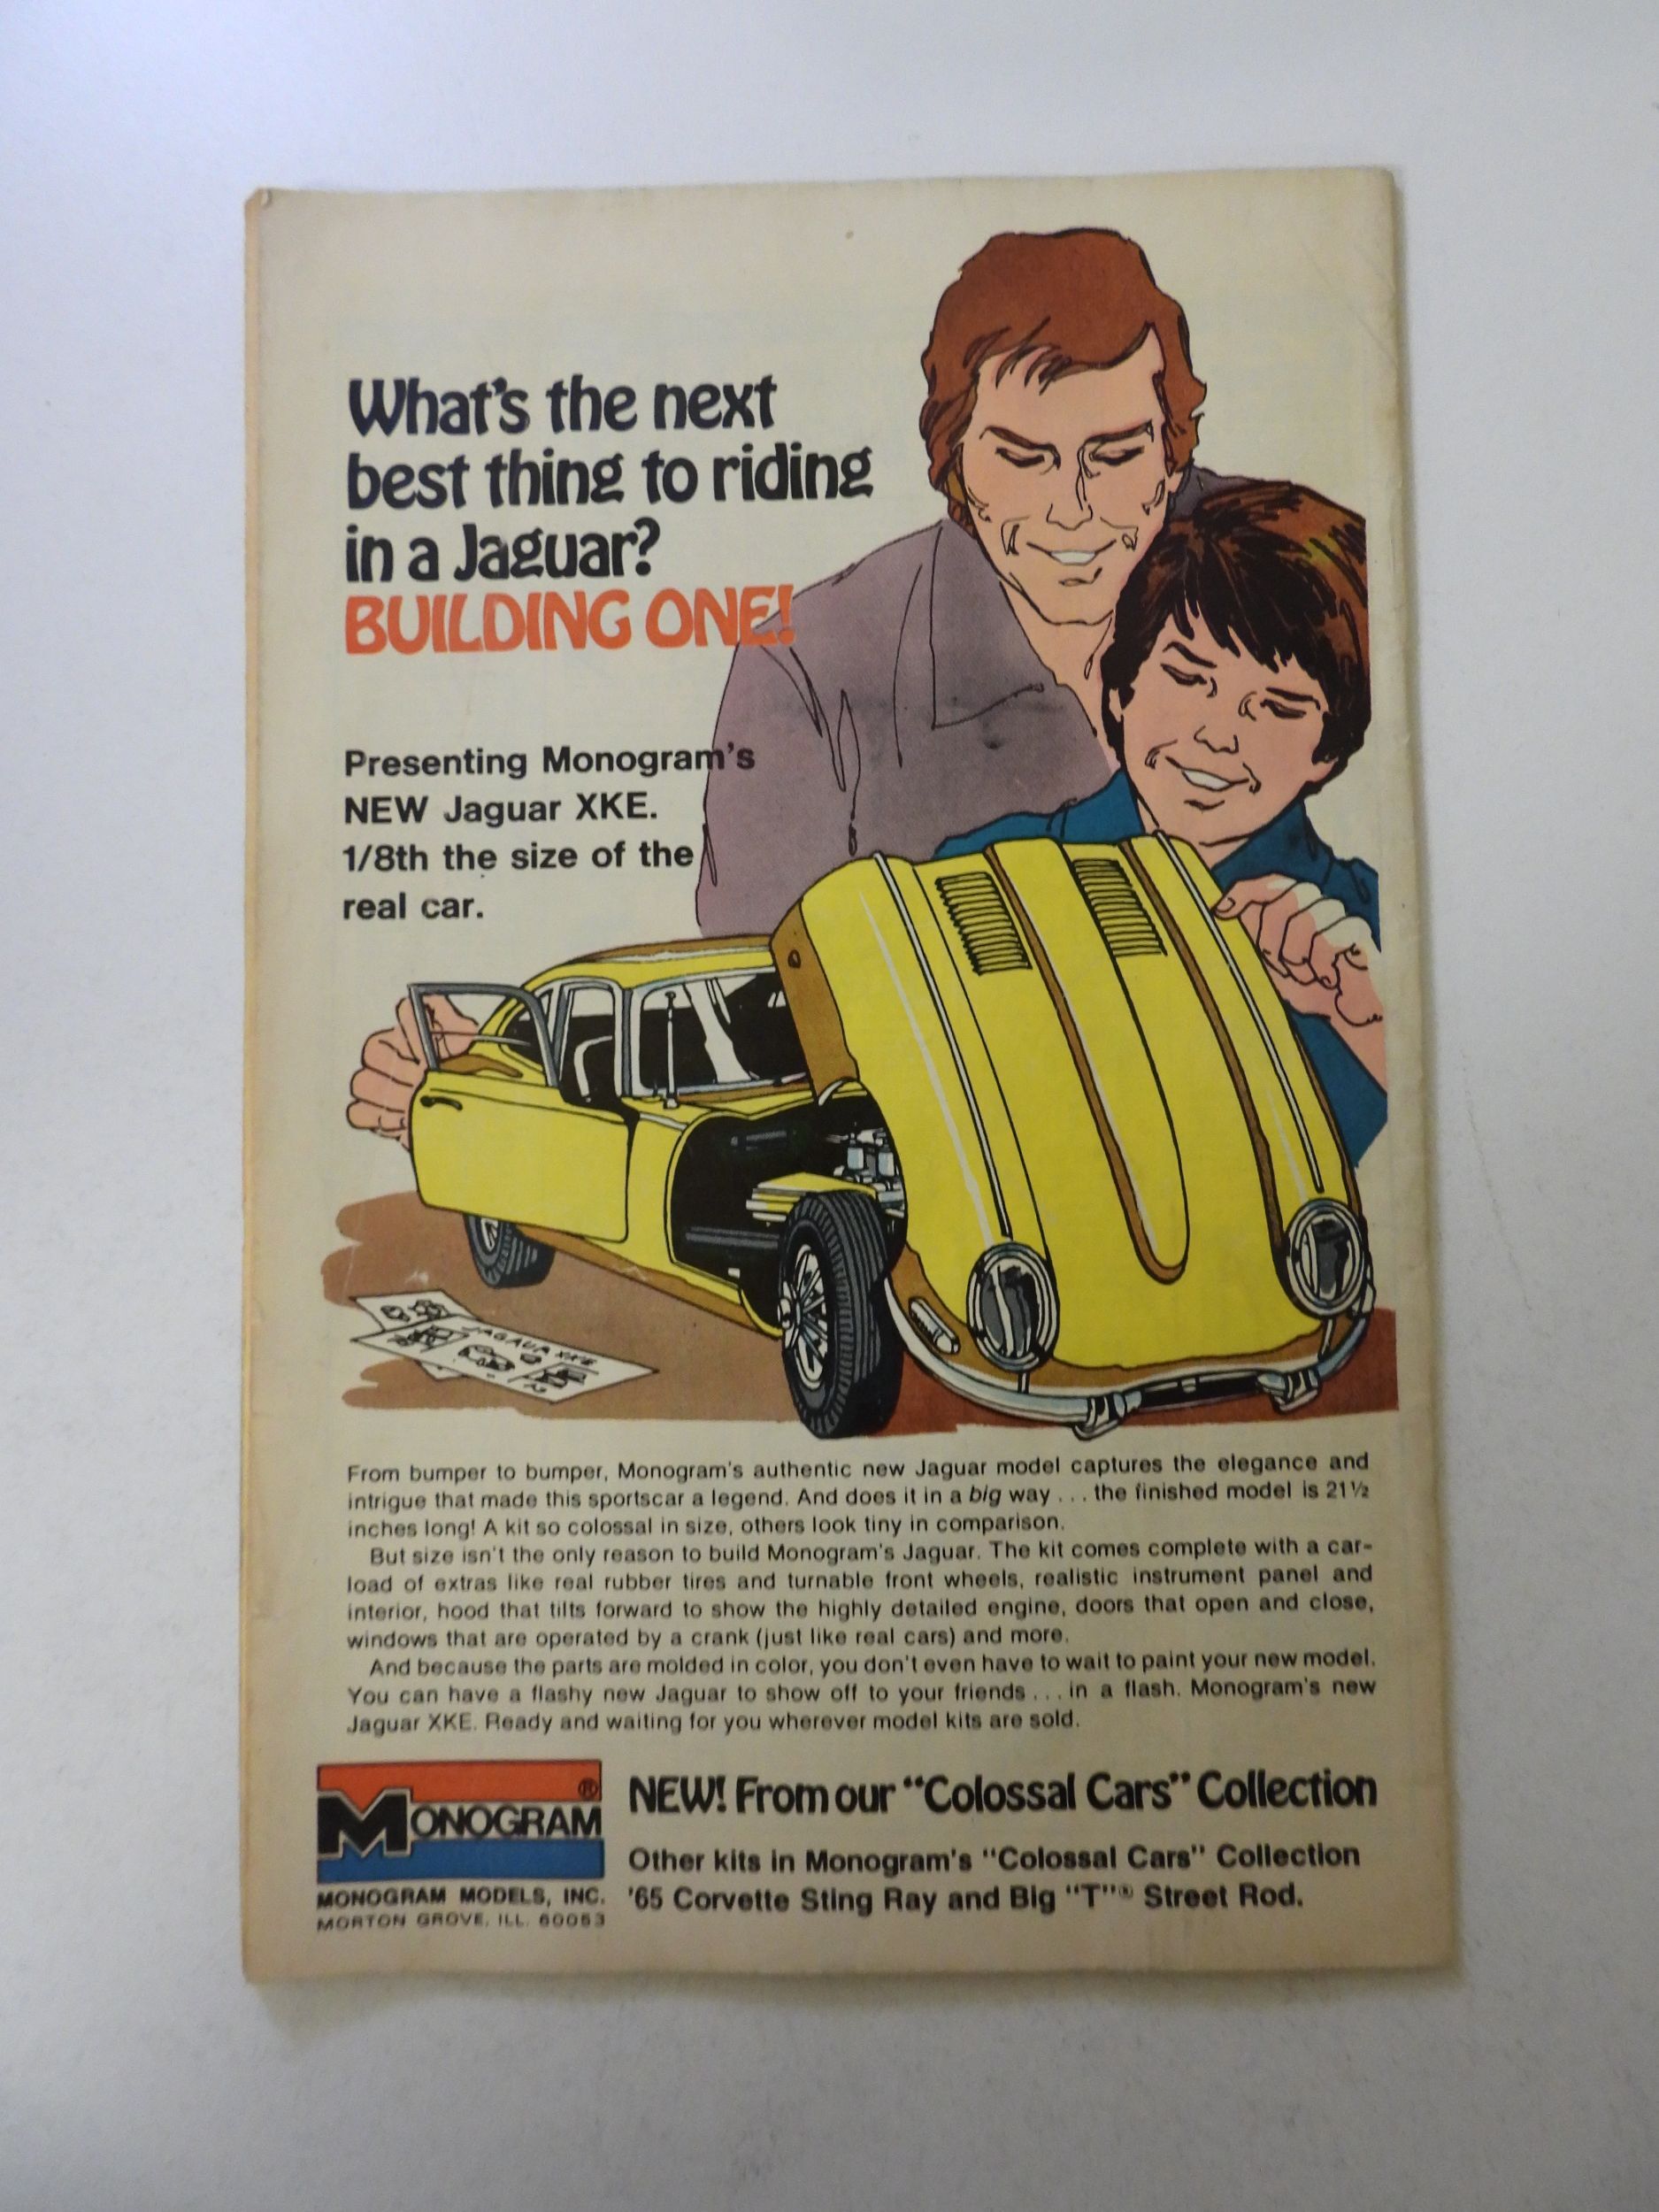 What's the next
best thing to riding
in a Jaguar?
BUILDING ONE!
Presenting Monogram's
NEW Jaguar XKE.
1/8th the size of the
real car.
JAGAUR XKE
From bumper to bumper, Monogram's authentic new Jaguar model captures the elegance and
intrigue that made this sportscar a legend. And does it in a big way . . . the finished model is 21½
inches long! A kit so colossal in size, others look tiny in comparison.
But size isn't the only reason to build Monogram's Jaguar. The kit comes complete with a car-
load of extras like real rubber tires and turnable front wheels, realistic instrument panel and
interior, hood that tilts forward to show the highly detailed engine, doors that open and close,
windows that are operated by a crank (just like real cars) and more.
And because the parts are molded in color, you don't even have to wait to paint your new model.
You can have a flashy new Jaguar to show off to your friends . . . in a flash. Monogram's new
Jaguar XKE. Ready and waiting for you wherever model kits are sold.
MONOGRAM®
MONOGRAM MODELS, INC.
MORTON GROVE, ILL. 60053
NEW! From our "Colossal Cars" Collection
Other kits in Monogram's "Colossal Cars" Collection
'65 Corvette Sting Ray and Big "T"® Street Rod.